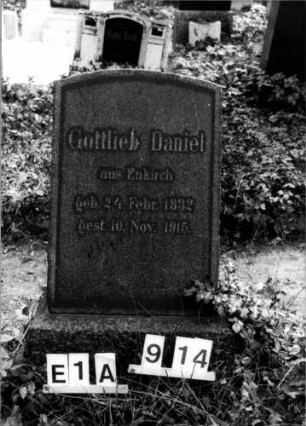 Gottlieb Daniel
aus Enkirch
geb. 24. Febr. 1832
gest. 10. Nov. 1915.
E1A 914